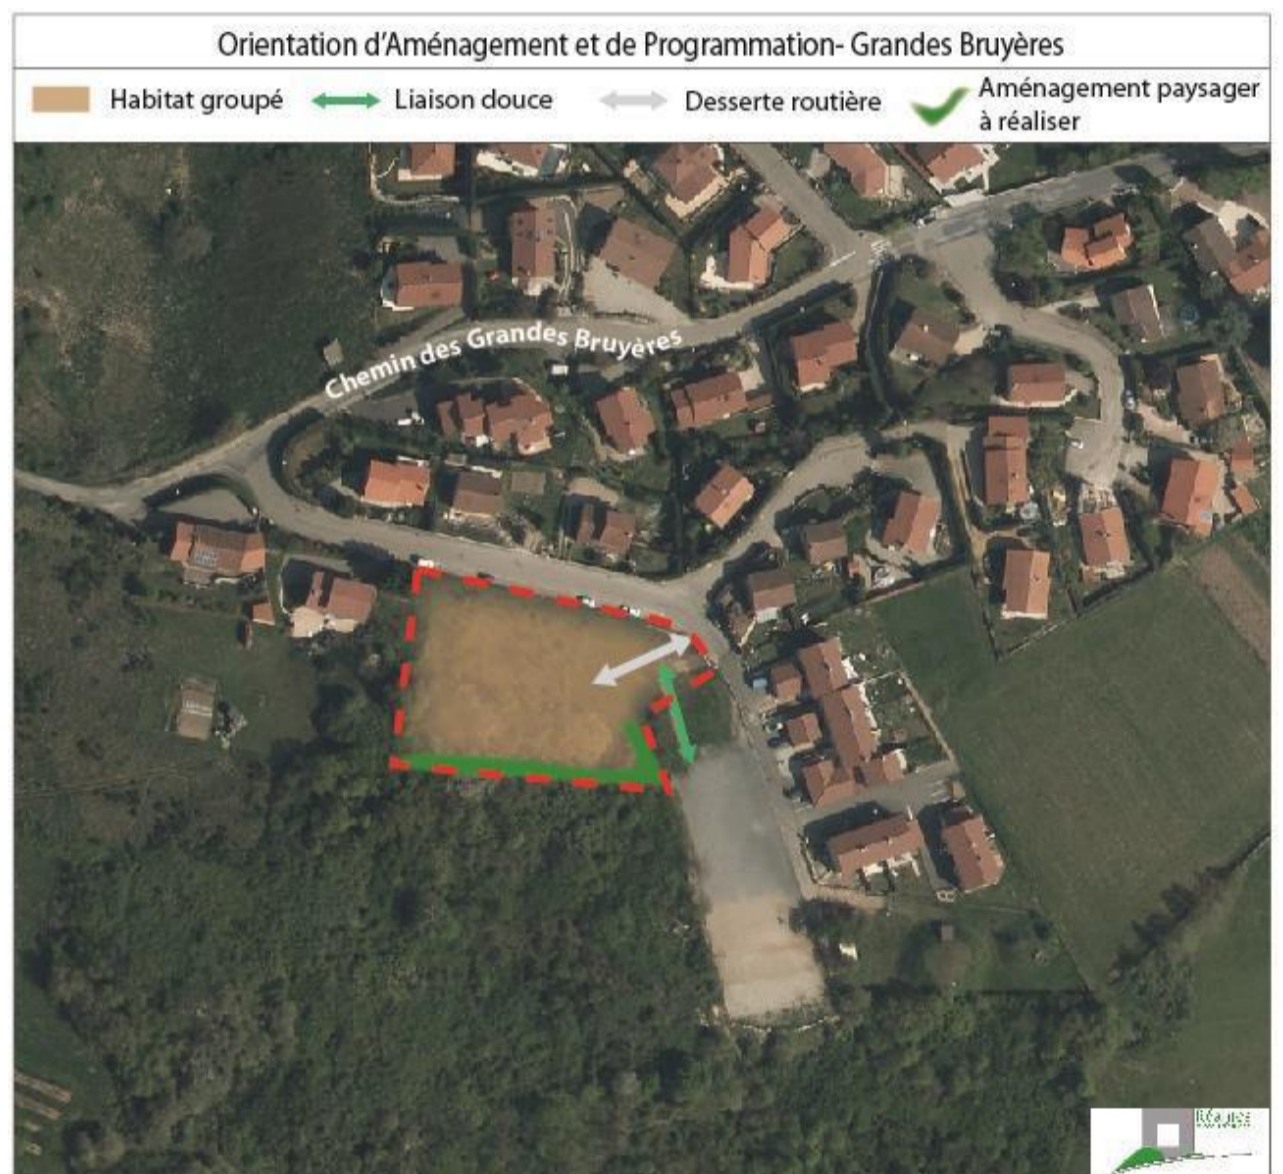 Orientation d'Aménagement et de Programmation- Grandes Bruyères
Habitat groupé
Liaison douce
Desserte routière
Aménagement paysager
à réaliser
Chemin des Grandes Bruyères
Réalités